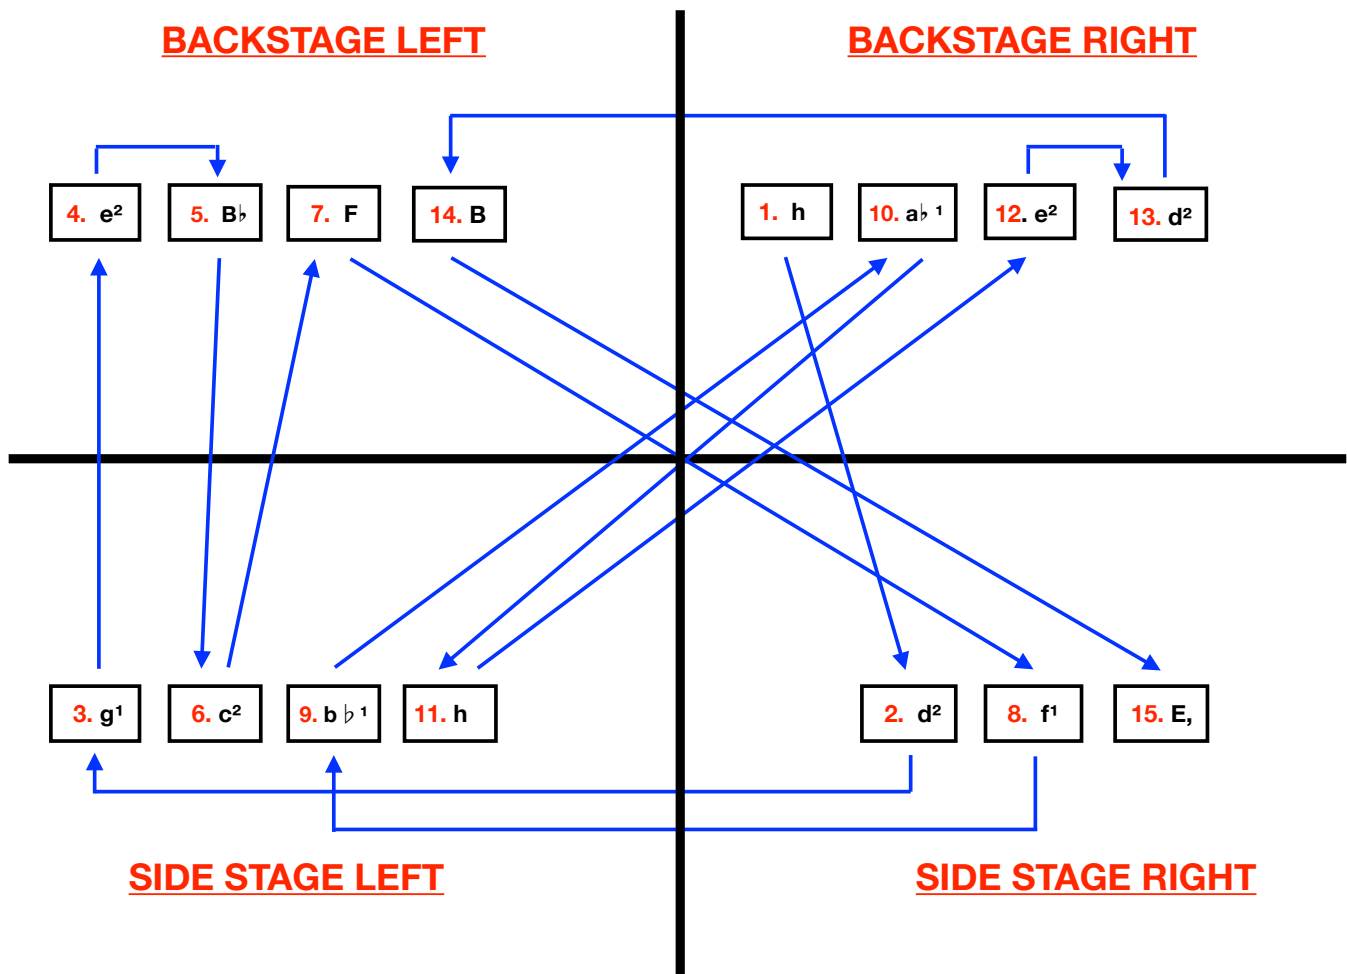 BACKSTAGE LEFT
BACKSTAGE RIGHT
4. e²
5. B♭
7. F
14. B
1. h
10. a♭ ¹
12. e²
13. d²
3. g¹
6. c²
9. b ♭ ¹
11. h
2. d²
8. f¹
15. E,
SIDE STAGE LEFT
SIDE STAGE RIGHT